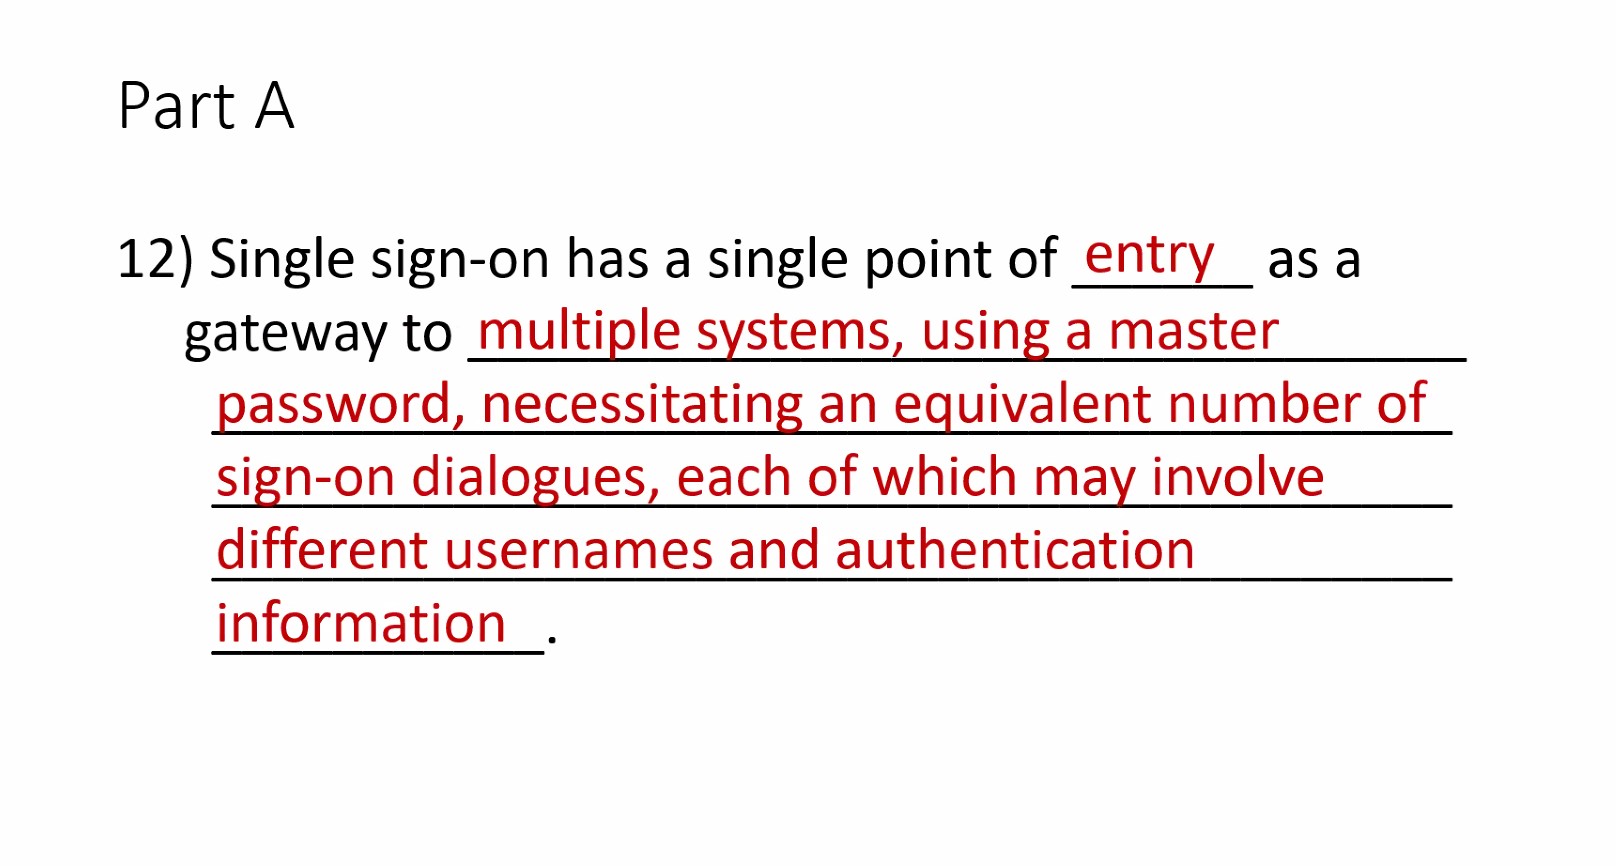 Part A
12) Single sign-on has a single point of entry as a
gateway to multiple systems, using a master
password, necessitating an equivalent number of
sign-on dialogues, each of which may involve
different usernames and authentication
information.